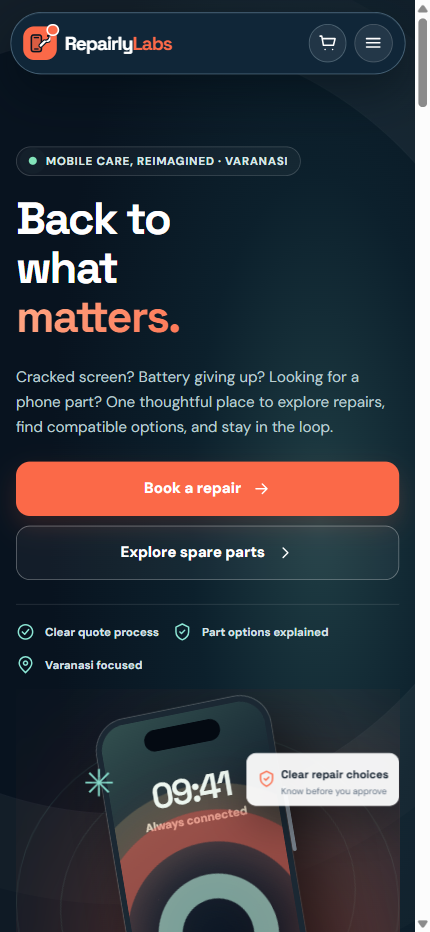 RepairlyLabs
MOBILE CARE, REIMAGINED · VARANASI
Back to
what
matters.
Cracked screen? Battery giving up? Looking for a
phone part? One thoughtful place to explore repairs,
find compatible options, and stay in the loop.
Book a repair
Explore spare parts
Clear quote process
Part options explained
Varanasi focused
09:41
Always connected
Clear repair choices
Know before you approve